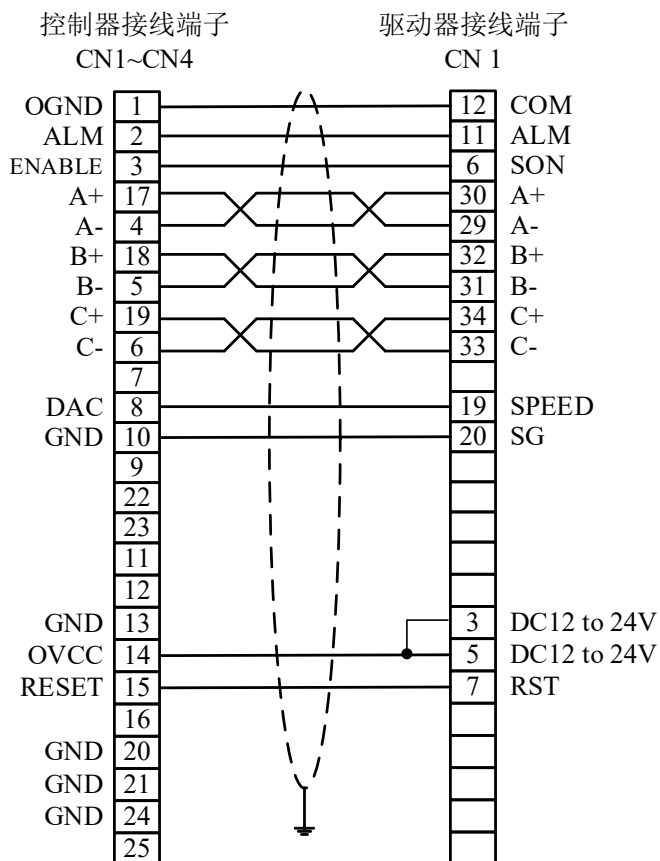 控制器接线端子 驱动器接线端子
CN1~CN4 CN 1
OGND 1 12 COM
ALM 2 11 ALM
ENABLE 3 6 SON
A+ 17 30 A+
A- 4 29 A-
B+ 18 32 B+
B- 5 31 B-
C+ 19 34 C+
C- 6 33 C-
7
DAC 8 19 SPEED
GND 10 20 SG
9
22
23
11
12
GND 13 3 DC12 to 24V
OVCC 14 5 DC12 to 24V
RESET 15 7 RST
16
GND 20
GND 21
GND 24
25